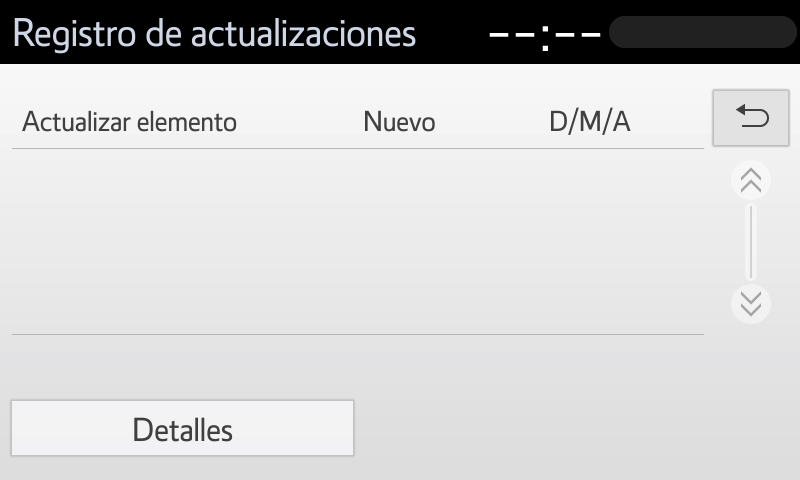 Registro de actualizaciones --:--
Actualizar elemento Nuevo D/M/A
Detalles